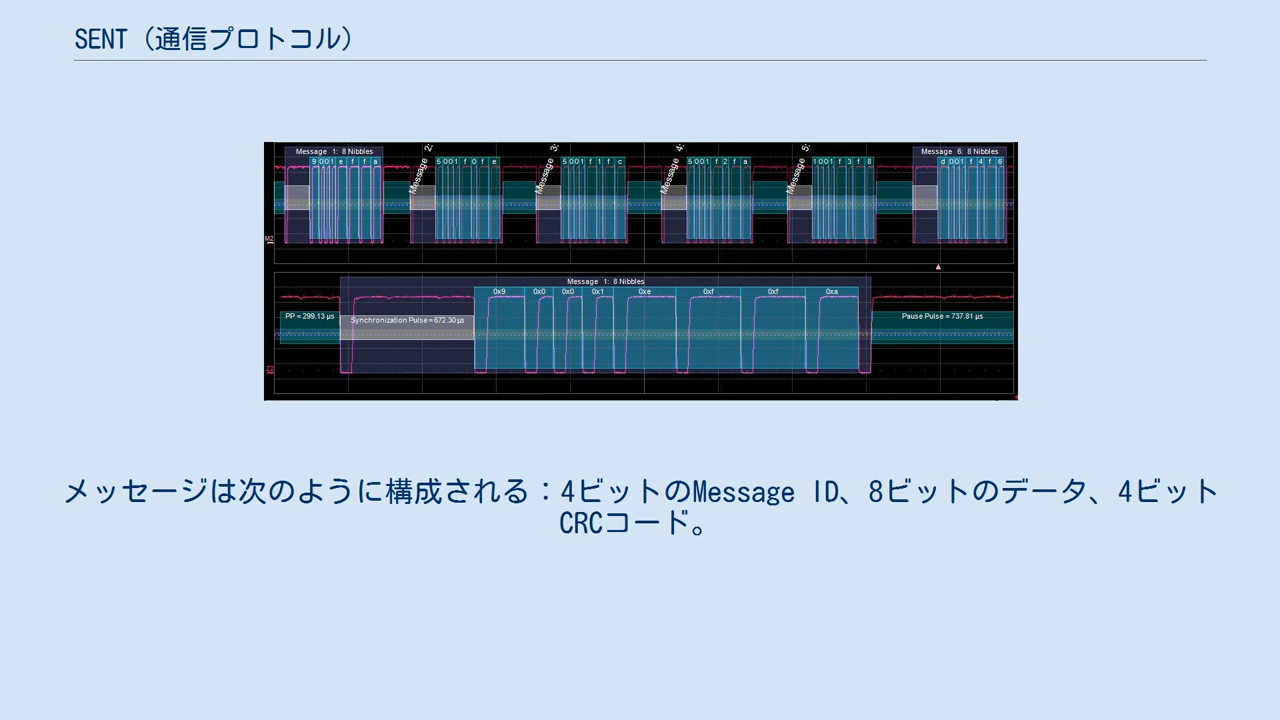 SENT（通信プロトコル）
Message 1: 8 Nibbles
Message 2:
Message 3:
Message 4:
Message 5:
Message 6: 8 Nibbles
9 0 0 1 e f f a
5 0 0 1 f 0 f e
5 0 0 1 f 1 f c
5 0 0 1 f 2 f a
1 0 0 1 f 3 f 8
d 0 0 1 f 4 f 6
M2
Message 1: 8 Nibbles
0x9 0x0 0x0 0x1 0xe 0xf 0xf 0xa
PP = 299.13 µs
Synchronization Pulse = 672.30 µs
Pause Pulse = 737.81 µs
Z2
メッセージは次のように構成される：4ビットのMessage ID、8ビットのデータ、4ビット
CRCコード。